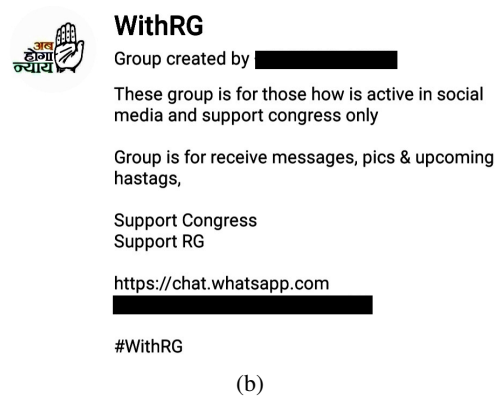 अब
होगा
न्याय
WithRG
Group created by
These group is for those how is active in social
media and support congress only
Group is for receive messages, pics & upcoming
hastags,
Support Congress
Support RG
https://chat.whatsapp.com
#WithRG
(b)